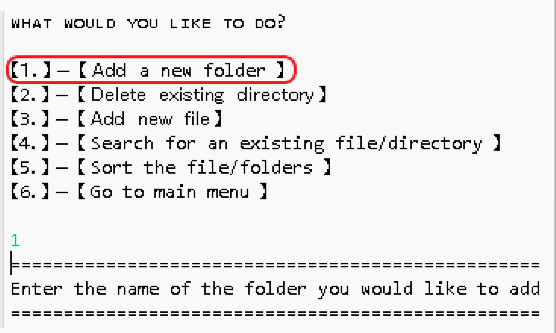 WHAT WOULD YOU LIKE TO DO?
【1.】—【 Add a new folder 】
【2.】—【 Delete existing directory】
【3.】—【 Add new file】
【4.】—【 Search for an existing file/directory 】
【5.】—【 Sort the file/folders 】
【6.】—【 Go to main menu 】
1
==================================================
Enter the name of the folder you would like to add
==================================================